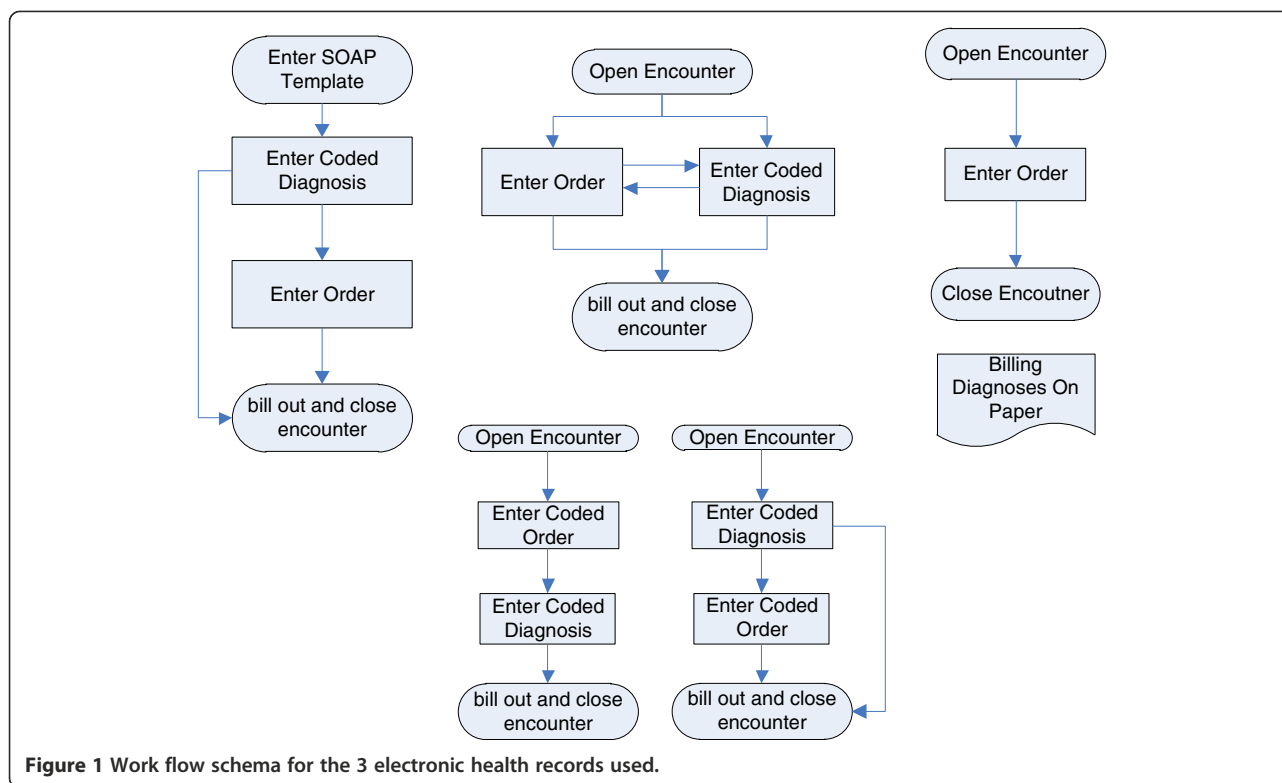 Enter SOAP
Template
Enter Coded
Diagnosis
Enter Order
bill out and close
encounter
Open Encounter
Enter Order
Enter Coded
Diagnosis
bill out and close
encounter
Open Encounter
Enter Order
Close Encoutner
Billing
Diagnoses On
Paper
Open Encounter
Enter Coded
Order
Enter Coded
Diagnosis
bill out and close
encounter
Open Encounter
Enter Coded
Diagnosis
Enter Coded
Order
bill out and close
encounter
Figure 1 Work flow schema for the 3 electronic health records used.